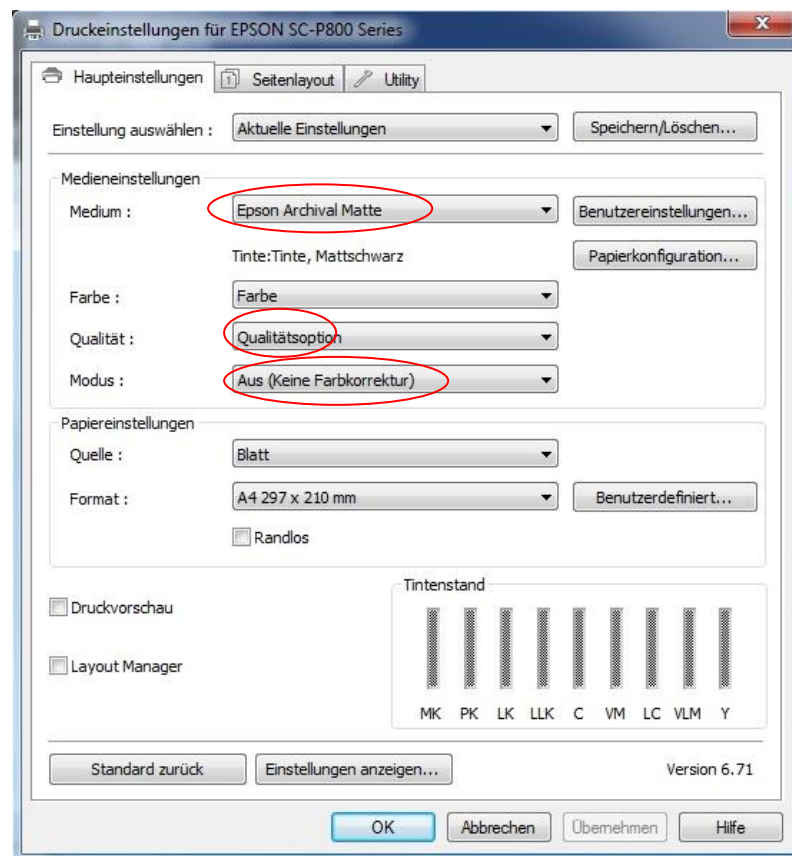 Druckeinstellungen für EPSON SC-P800 Series
Haupteinstellungen Seitenlayout Utility
Einstellung auswählen : Aktuelle Einstellungen Speichern/Löschen...
Medieneinstellungen
Medium : Epson Archival Matte Benutzereinstellungen...
Tinte:Tinte, Mattschwarz Papierkonfiguration...
Farbe : Farbe
Qualität : Qualitätsoption
Modus : Aus (Keine Farbkorrektur)
Papiereinstellungen
Quelle : Blatt
Format : A4 297 x 210 mm Benutzerdefiniert...
Randlos
Tintenstand
Druckvorschau
Layout Manager
MK PK LK LLK C VM LC VLM Y
Standard zurück Einstellungen anzeigen... Version 6.71
OK Abbrechen Übernehmen Hilfe